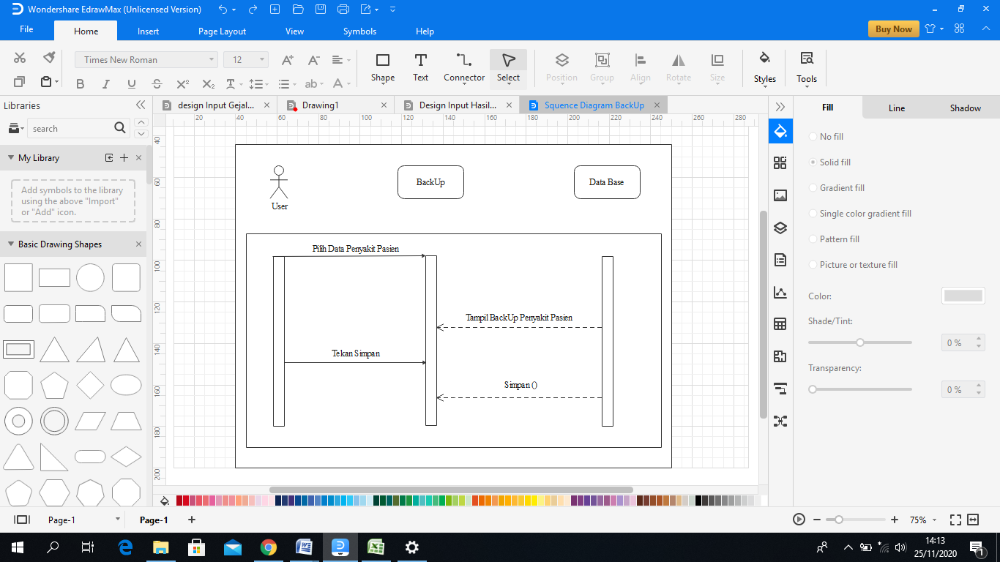 Wondershare EdrawMax (Unlicensed Version)
File
Home
Insert
Page Layout
View
Symbols
Help
Buy Now
Times New Roman
12
Shape
Text
Connector
Select
Position
Group
Align
Rotate
Size
Styles
Tools
Libraries
design Input Gejal...
Drawing1
Design Input Hasil...
Squence Diagram BackUp
Fill
Line
Shadow
search
60 80 100 120 140 160 180 200 220 240 260 280
40
60
80
100
120
140
160
180
200
My Library
Add symbols to the library
using the above "Import"
or "Add" icon.
Basic Drawing Shapes
User
BackUp
Data Base
Pilih Data Penyakit Pasien
Tampil BackUp Penyakit Pasien
Tekan Simpan
Simpan ()
No fill
Solid fill
Gradient fill
Single color gradient fill
Pattern fill
Picture or texture fill
Color:
Shade/Tint:
0 %
Transparency:
0 %
Page-1
Page-1
75%
14:13
25/11/2020
1